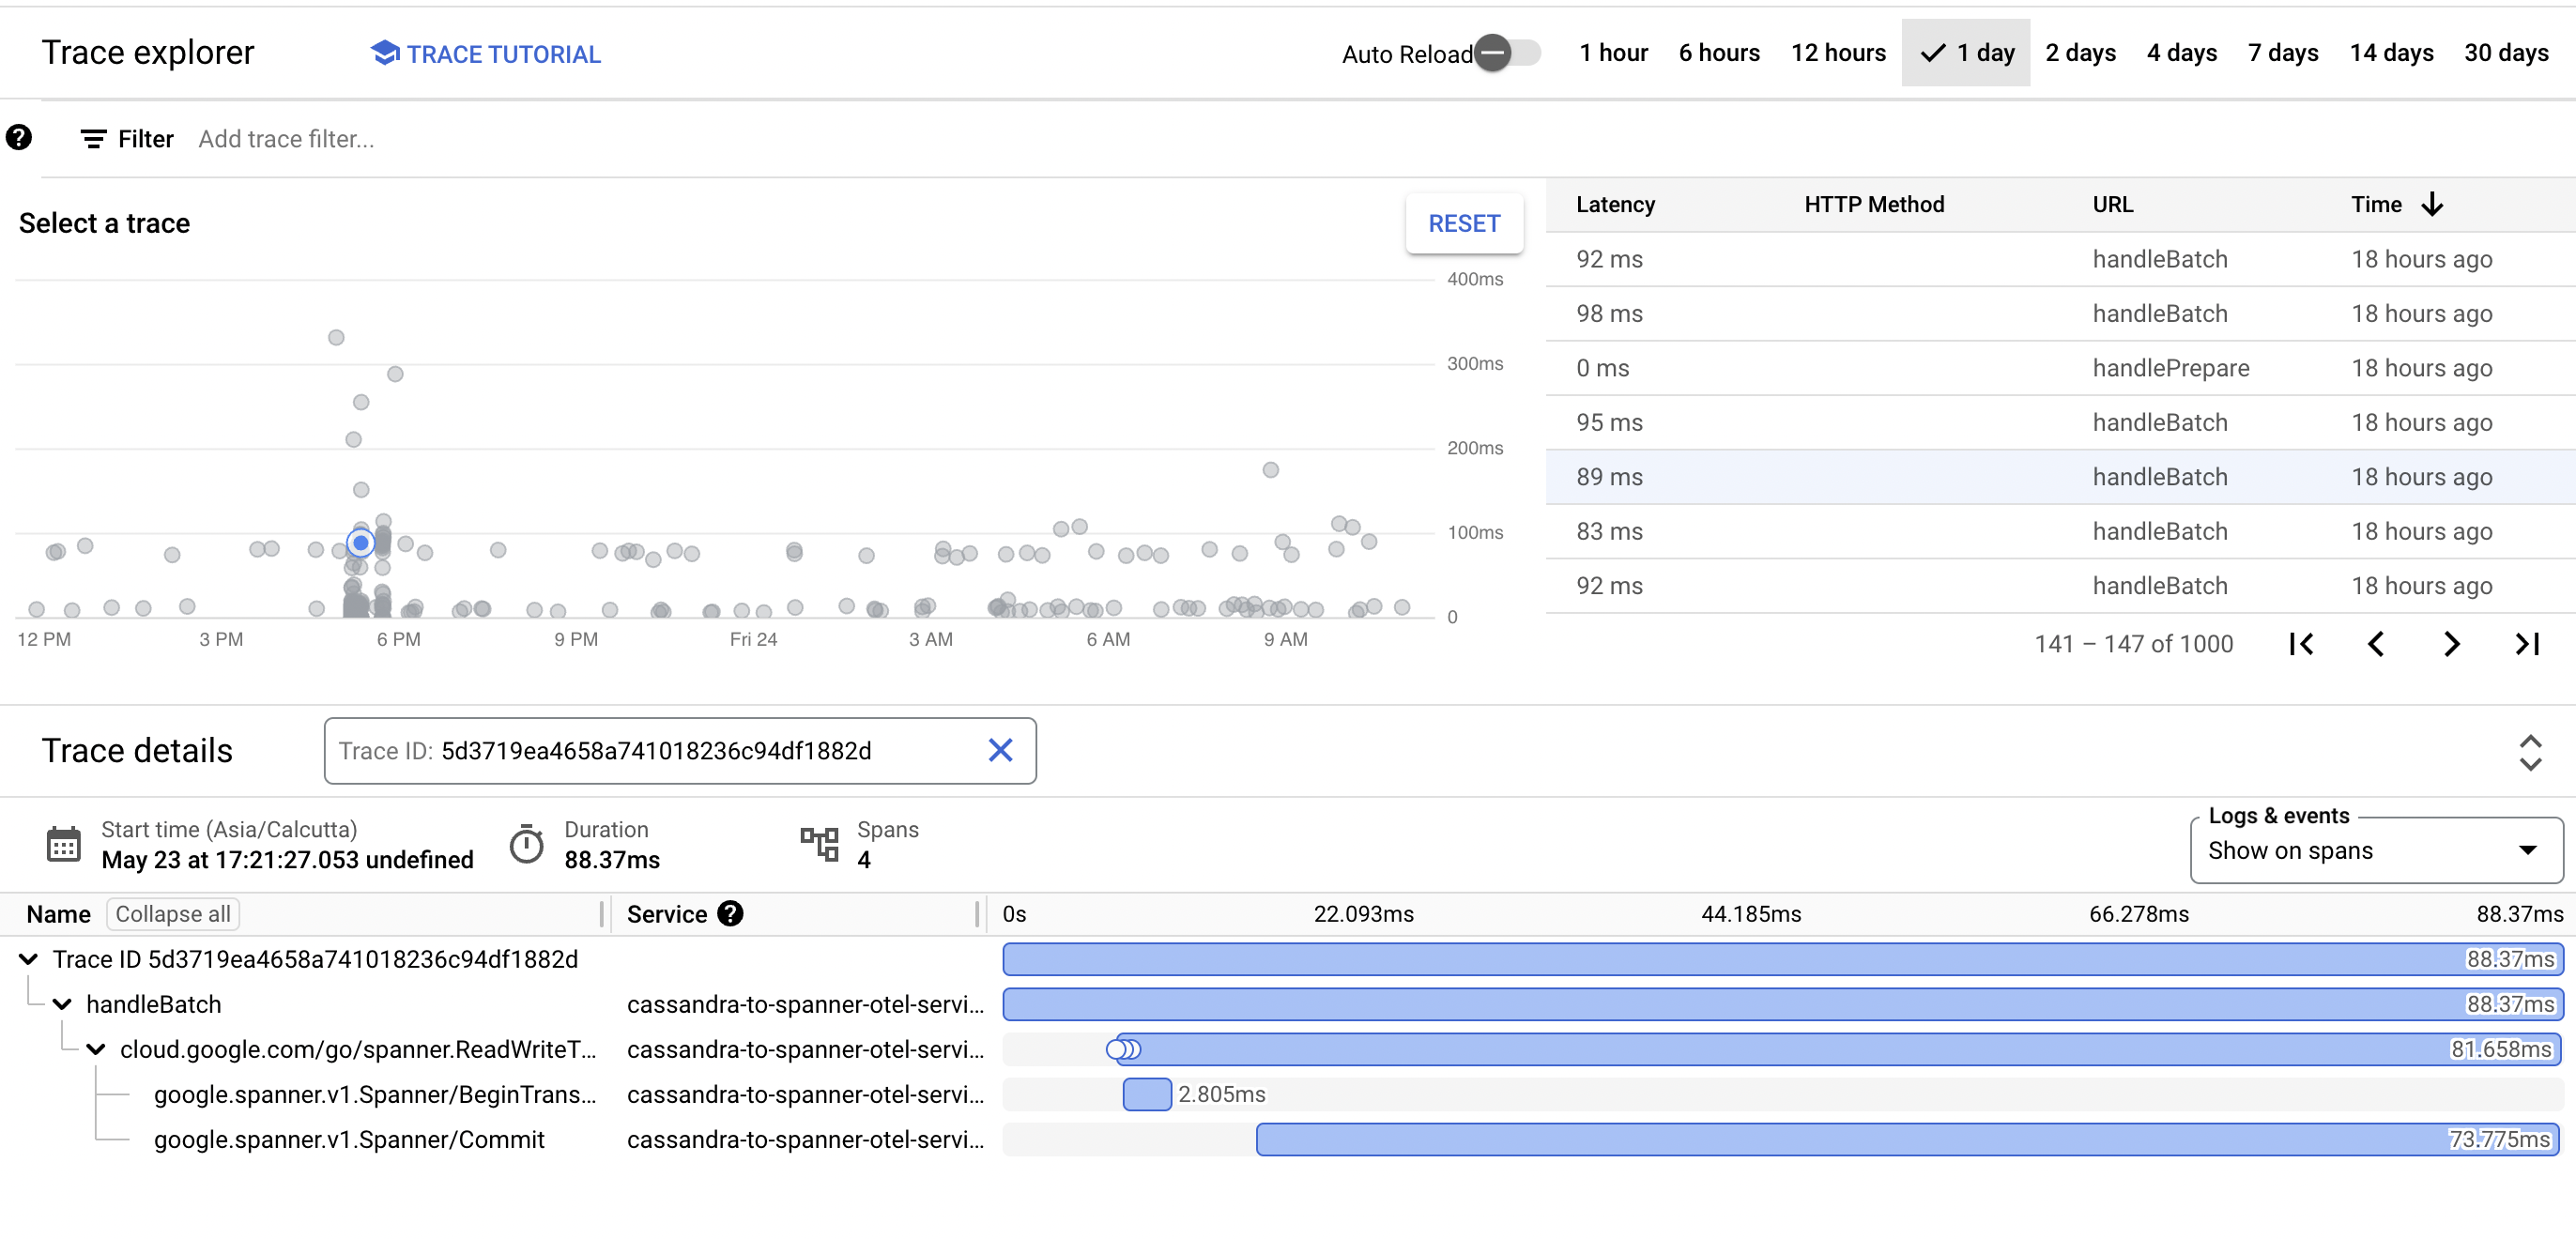 Trace explorer TRACE TUTORIAL Auto Reload 1 hour 6 hours 12 hours 1 day 2 days 4 days 7 days 14 days 30 days
Filter Add trace filter...
Select a trace RESET
400ms
300ms
200ms
100ms
0
12 PM 3 PM 6 PM 9 PM Fri 24 3 AM 6 AM 9 AM
Latency HTTP Method URL Time
92 ms handleBatch 18 hours ago
98 ms handleBatch 18 hours ago
0 ms handlePrepare 18 hours ago
95 ms handleBatch 18 hours ago
89 ms handleBatch 18 hours ago
83 ms handleBatch 18 hours ago
92 ms handleBatch 18 hours ago
141 – 147 of 1000
Trace details Trace ID: 5d3719ea4658a741018236c94df1882d
Start time (Asia/Calcutta) Duration Spans Logs & events
May 23 at 17:21:27.053 undefined 88.37ms 4 Show on spans
Name Collapse all Service 0s 22.093ms 44.185ms 66.278ms 88.37ms
Trace ID 5d3719ea4658a741018236c94df1882d 88.37ms
handleBatch cassandra-to-spanner-otel-servi... 88.37ms
cloud.google.com/go/spanner.ReadWriteT... cassandra-to-spanner-otel-servi... 81.658ms
google.spanner.v1.Spanner/BeginTrans... cassandra-to-spanner-otel-servi... 2.805ms
google.spanner.v1.Spanner/Commit cassandra-to-spanner-otel-servi... 73.775ms